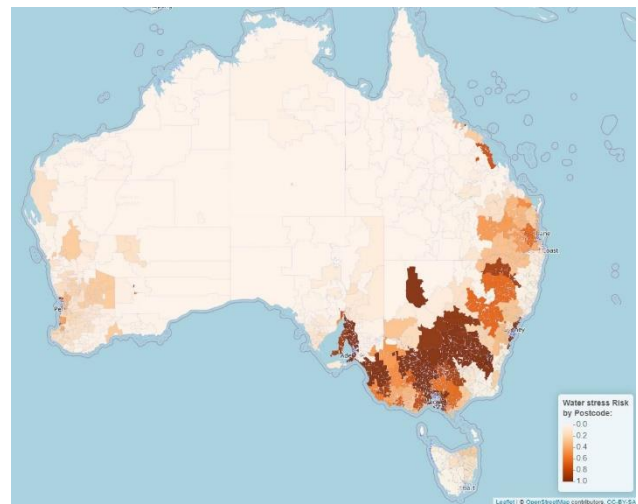 Coast
Water stress Risk
by Postcode:
0.0
0.2
0.4
0.6
0.8
1.0
Leaflet | © OpenStreetMap contributors, CC-BY-SA